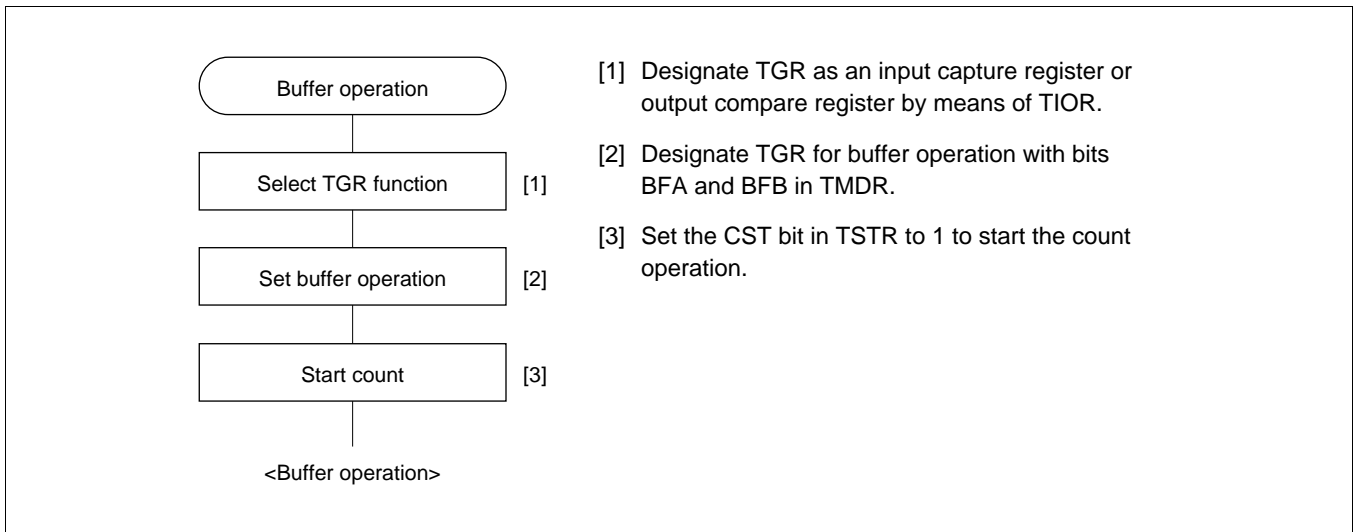 Buffer operation
Select TGR function [1]
Set buffer operation [2]
Start count [3]
<Buffer operation>
[1] Designate TGR as an input capture register or
output compare register by means of TIOR.
[2] Designate TGR for buffer operation with bits
BFA and BFB in TMDR.
[3] Set the CST bit in TSTR to 1 to start the count
operation.